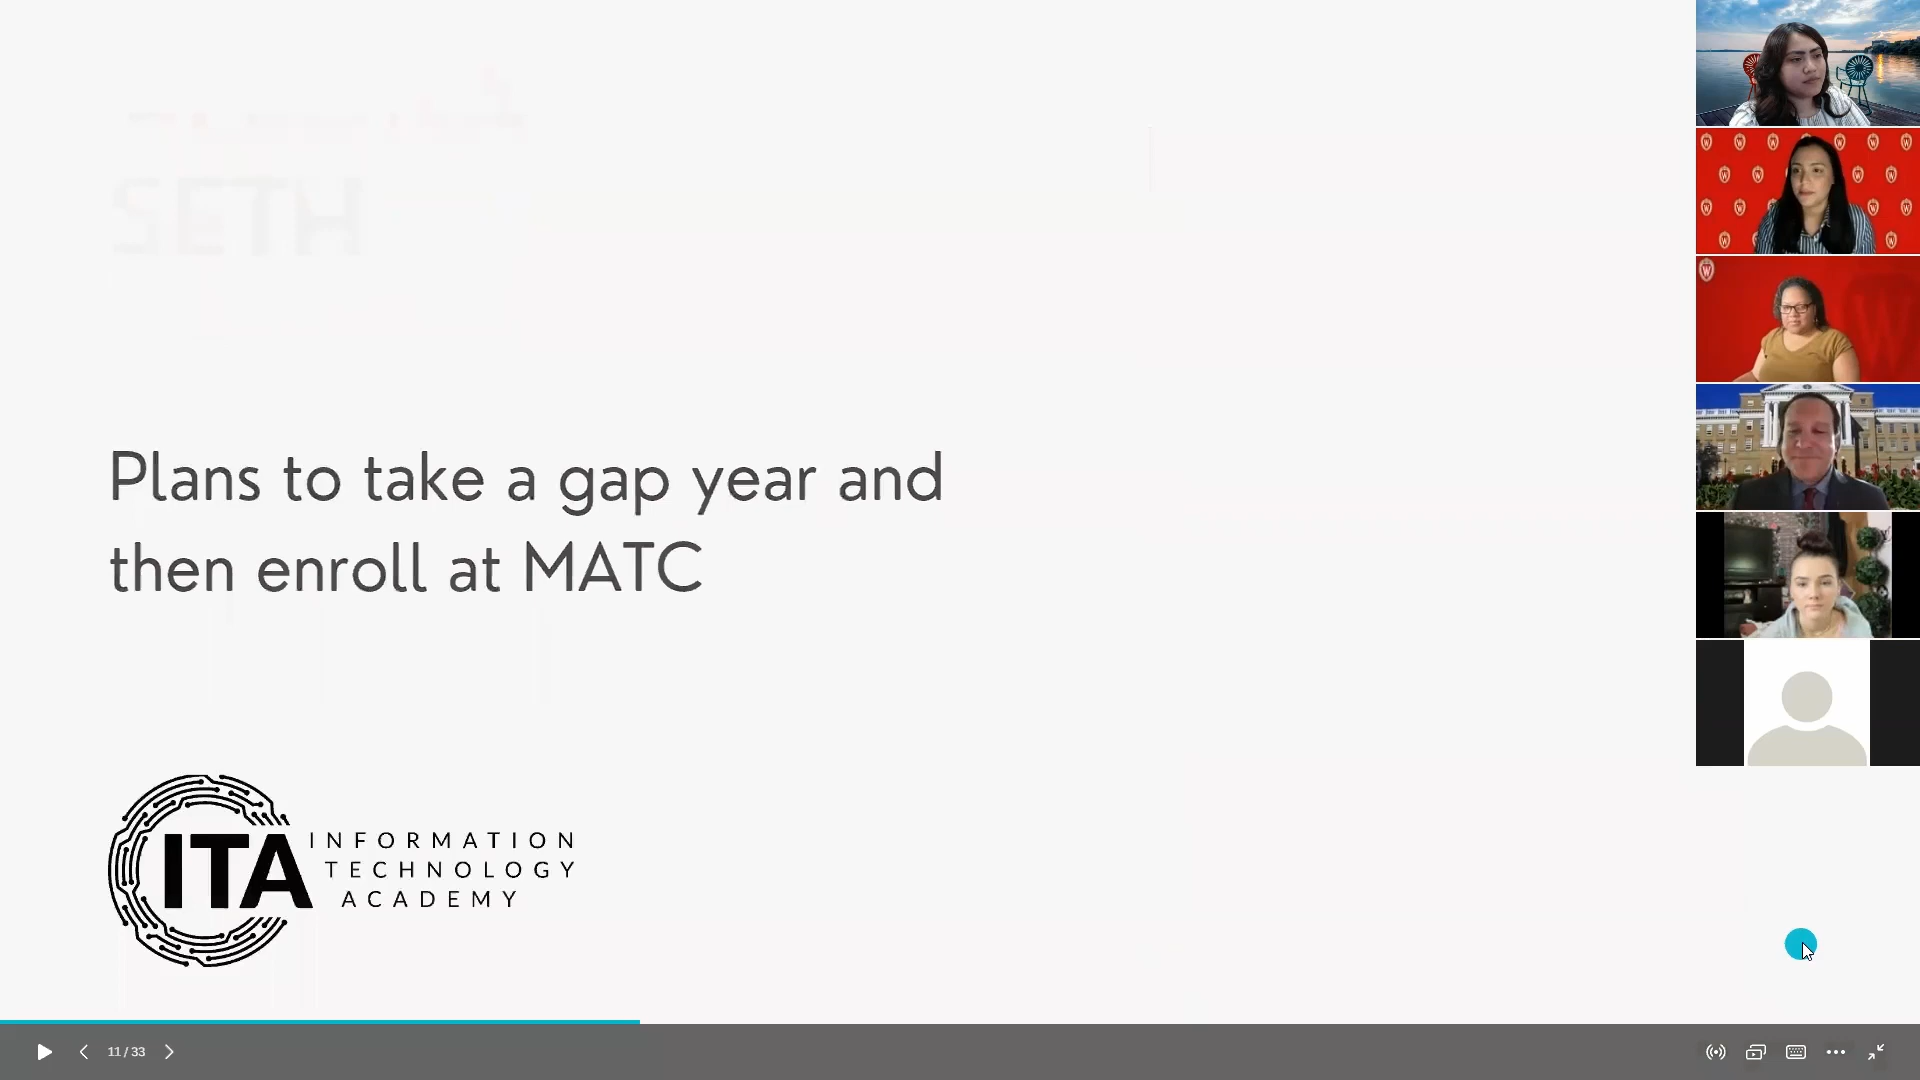 SETH
Plans to take a gap year and
then enroll at MATC
ITA
INFORMATION
TECHNOLOGY
ACADEMY
11 / 33